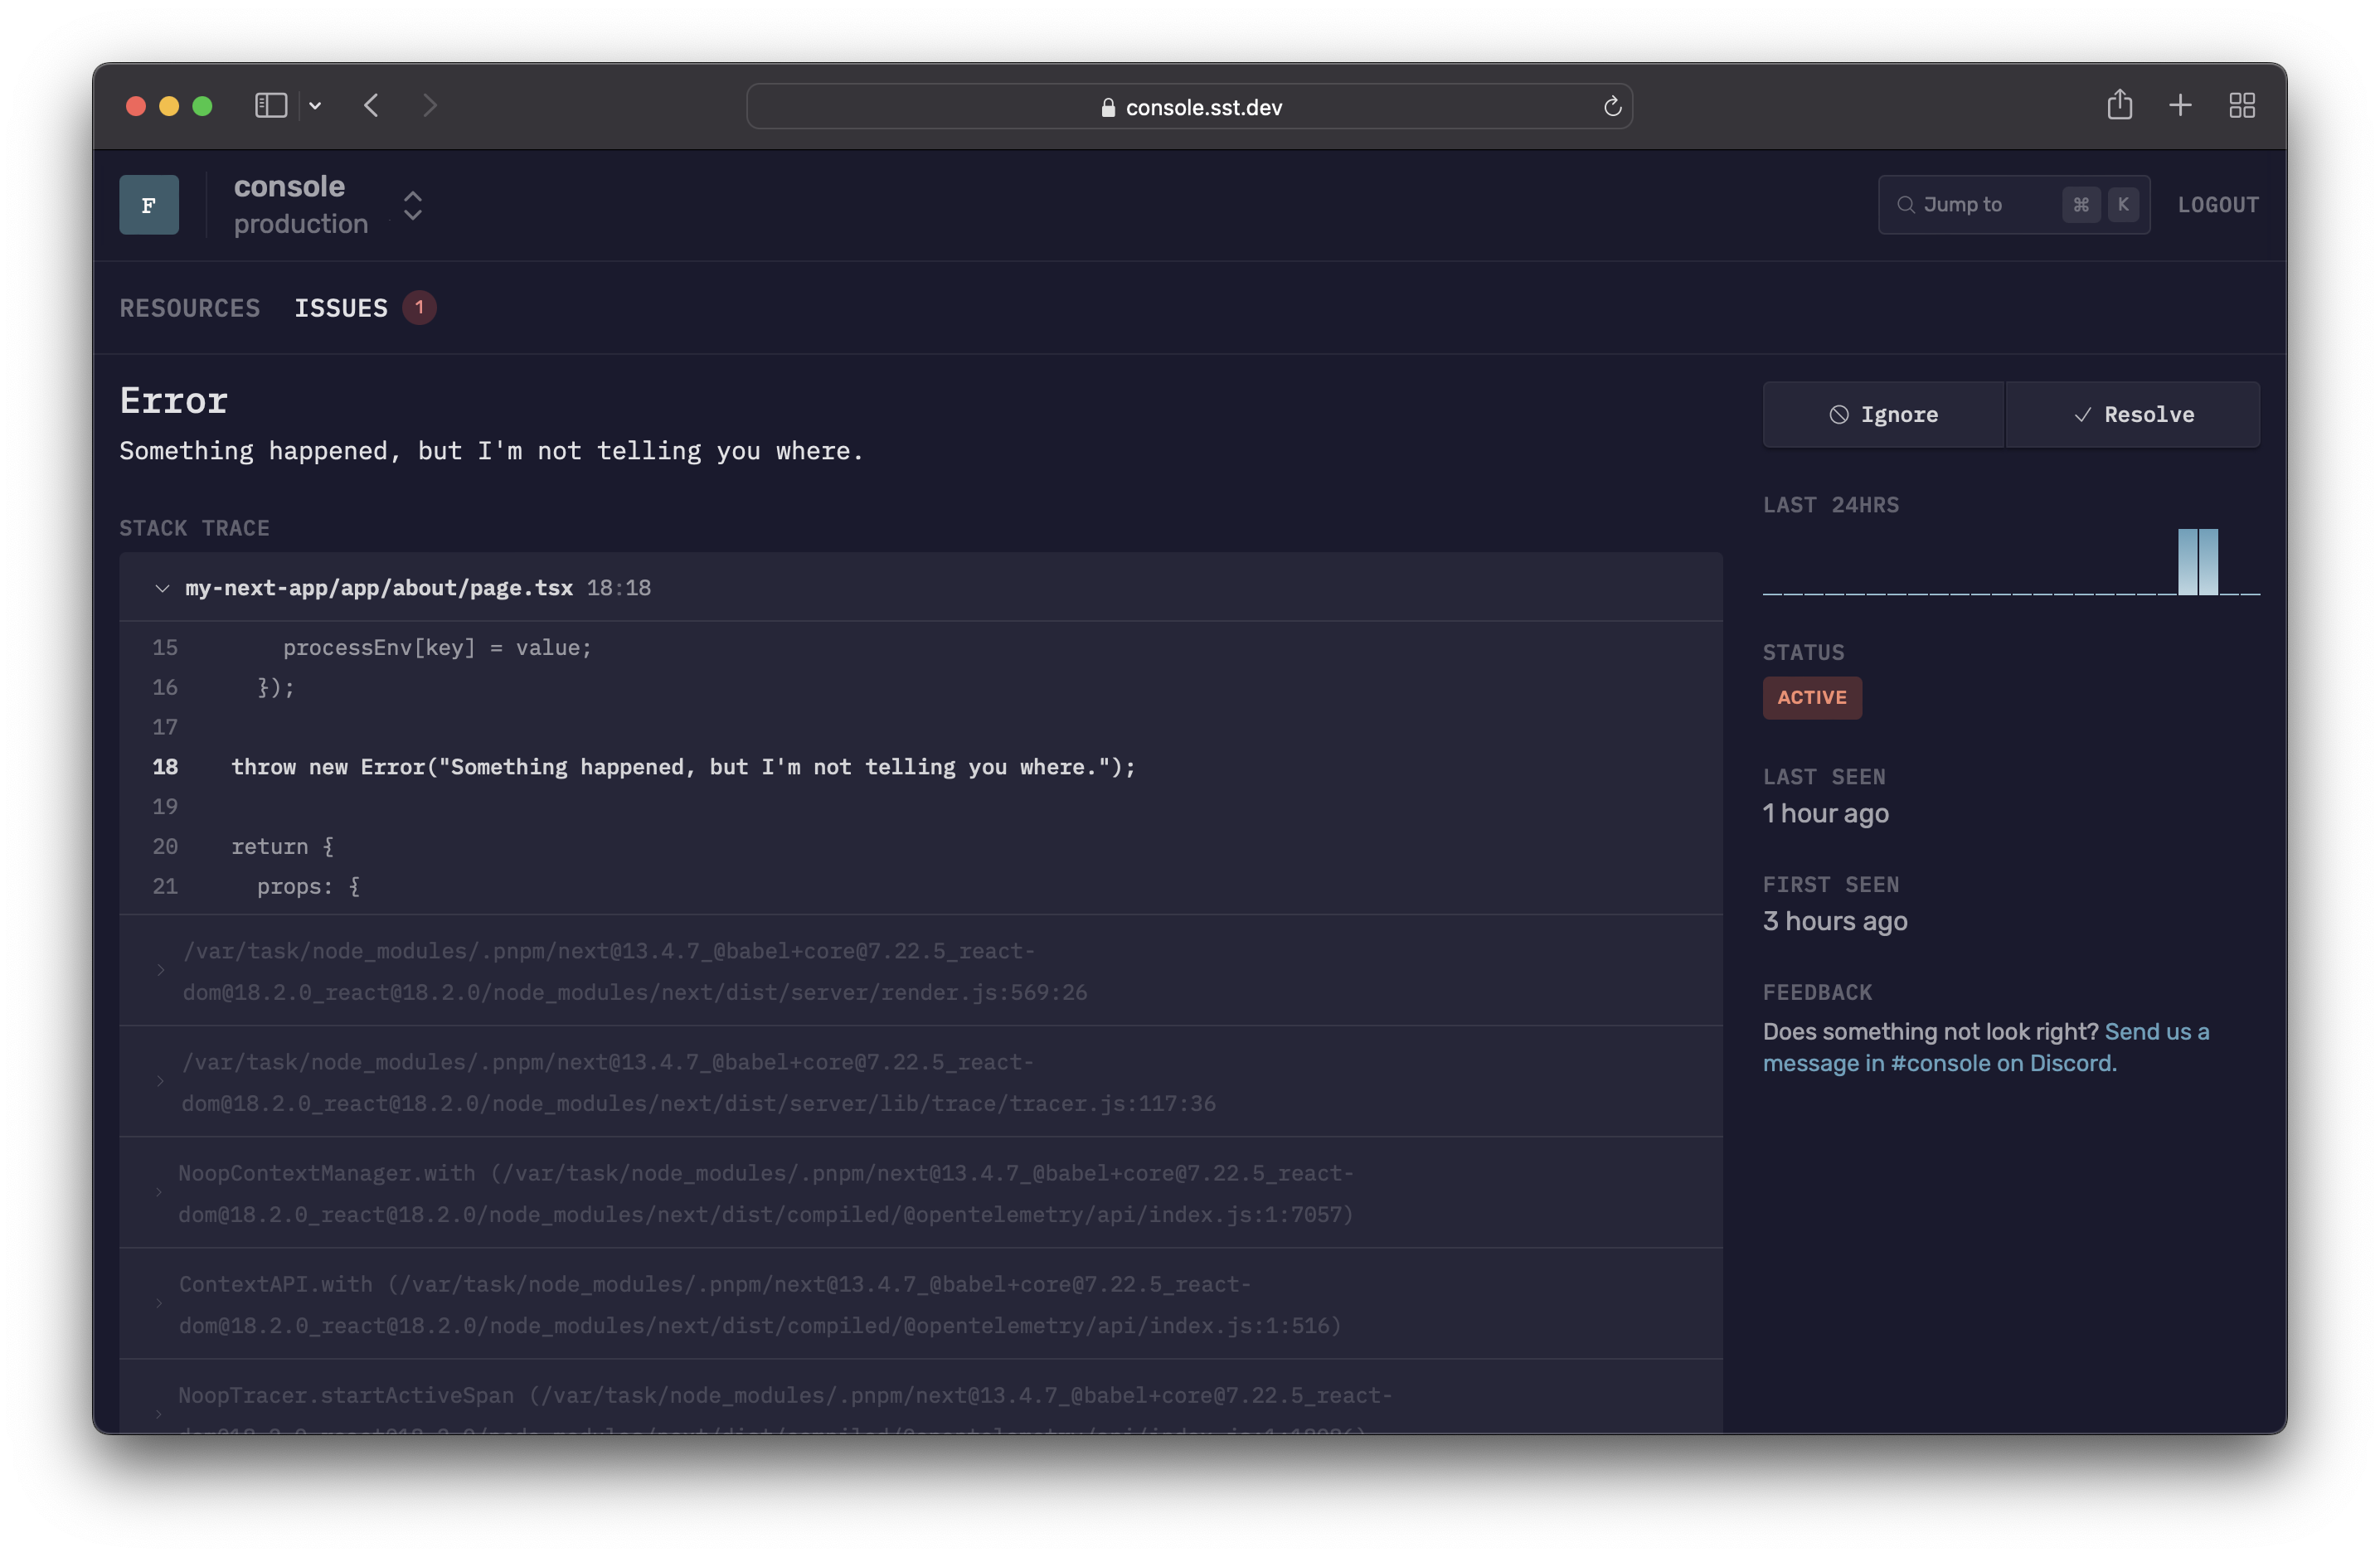 console.sst.dev
F
console
production
Jump to
⌘ K
LOGOUT
RESOURCES
ISSUES 1
Error
Something happened, but I'm not telling you where.
Ignore
Resolve
STACK TRACE
my-next-app/app/about/page.tsx 18:18
15 processEnv[key] = value;
16 });
17
18 throw new Error("Something happened, but I'm not telling you where.");
19
20 return {
21 props: {
/var/task/node_modules/.pnpm/next@13.4.7_@babel+core@7.22.5_react-
dom@18.2.0_react@18.2.0/node_modules/next/dist/server/render.js:569:26
/var/task/node_modules/.pnpm/next@13.4.7_@babel+core@7.22.5_react-
dom@18.2.0_react@18.2.0/node_modules/next/dist/server/lib/trace/tracer.js:117:36
NoopContextManager.with (/var/task/node_modules/.pnpm/next@13.4.7_@babel+core@7.22.5_react-
dom@18.2.0_react@18.2.0/node_modules/next/dist/compiled/@opentelemetry/api/index.js:1:7057)
ContextAPI.with (/var/task/node_modules/.pnpm/next@13.4.7_@babel+core@7.22.5_react-
dom@18.2.0_react@18.2.0/node_modules/next/dist/compiled/@opentelemetry/api/index.js:1:516)
NoopTracer.startActiveSpan (/var/task/node_modules/.pnpm/next@13.4.7_@babel+core@7.22.5_react-
LAST 24HRS
STATUS
ACTIVE
LAST SEEN
1 hour ago
FIRST SEEN
3 hours ago
FEEDBACK
Does something not look right? Send us a
message in #console on Discord.